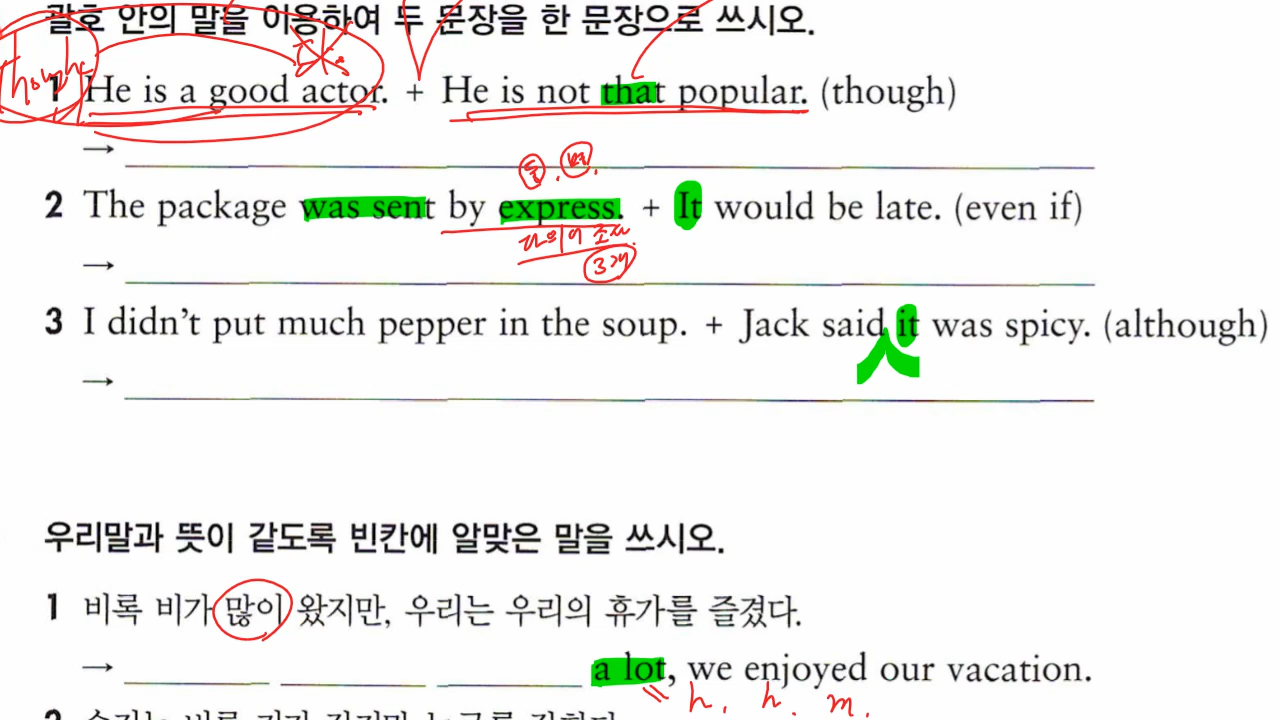 괄호 안의 말을 이용하여 두 문장을 한 문장으로 쓰시오.
1 He is a good actor. + He is not that popular. (though)
→
2 The package was sent by express. + It would be late. (even if)
3개
→
3 I didn't put much pepper in the soup. + Jack said it was spicy. (although)
→
우리말과 뜻이 같도록 빈칸에 알맞은 말을 쓰시오.
1 비록 비가 많이 왔지만, 우리는 우리의 휴가를 즐겼다.
→ a lot, we enjoyed our vacation.
h. h. m.